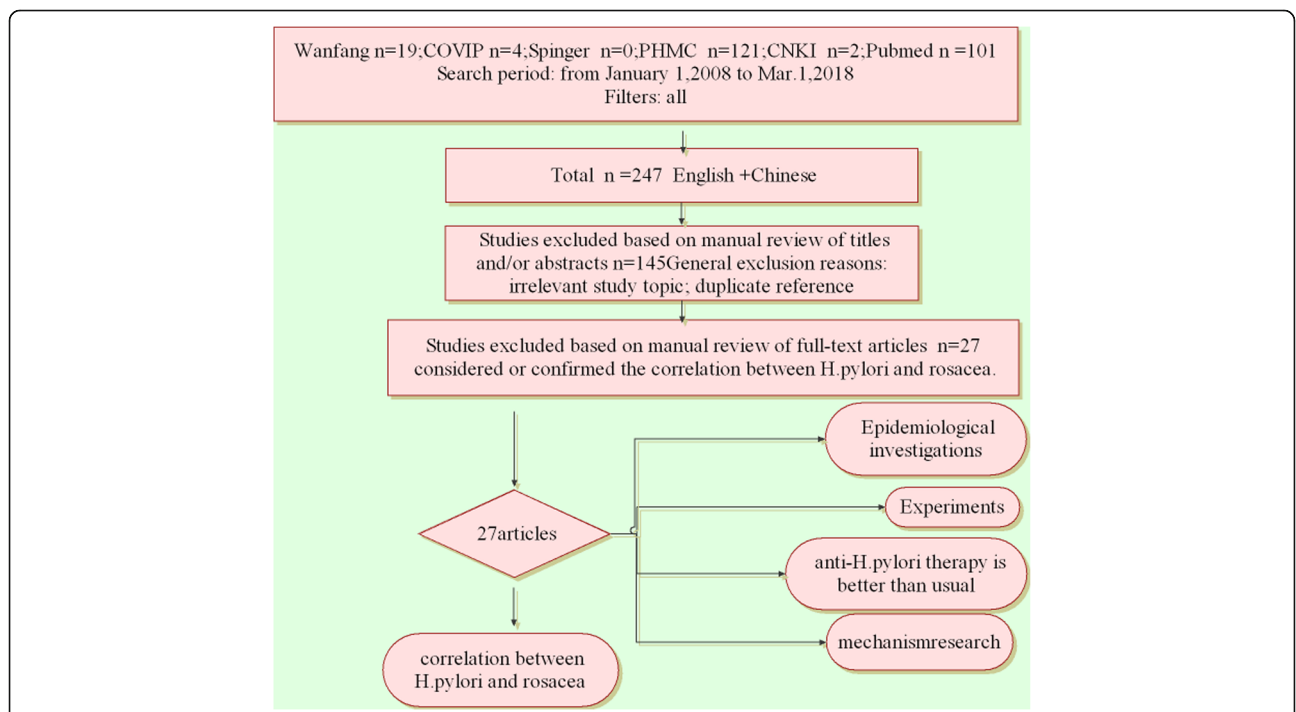 Wanfang n=19;COVIP n=4;Spinger n=0;PHMC n=121;CNKI n=2;Pubmed n =101
Search period: from January 1,2008 to Mar.1,2018
Filters: all
Total n =247 English +Chinese
Studies excluded based on manual review of titles
and/or abstracts n=145General exclusion reasons:
irrelevant study topic; duplicate reference
Studies excluded based on manual review of full-text articles n=27
considered or confirmed the correlation between H.pylori and rosacea.
Epidemiological
investigations
Experiments
27articles
anti-H.pylori therapy is
better than usual
mechanismresearch
correlation between
H.pylori and rosacea